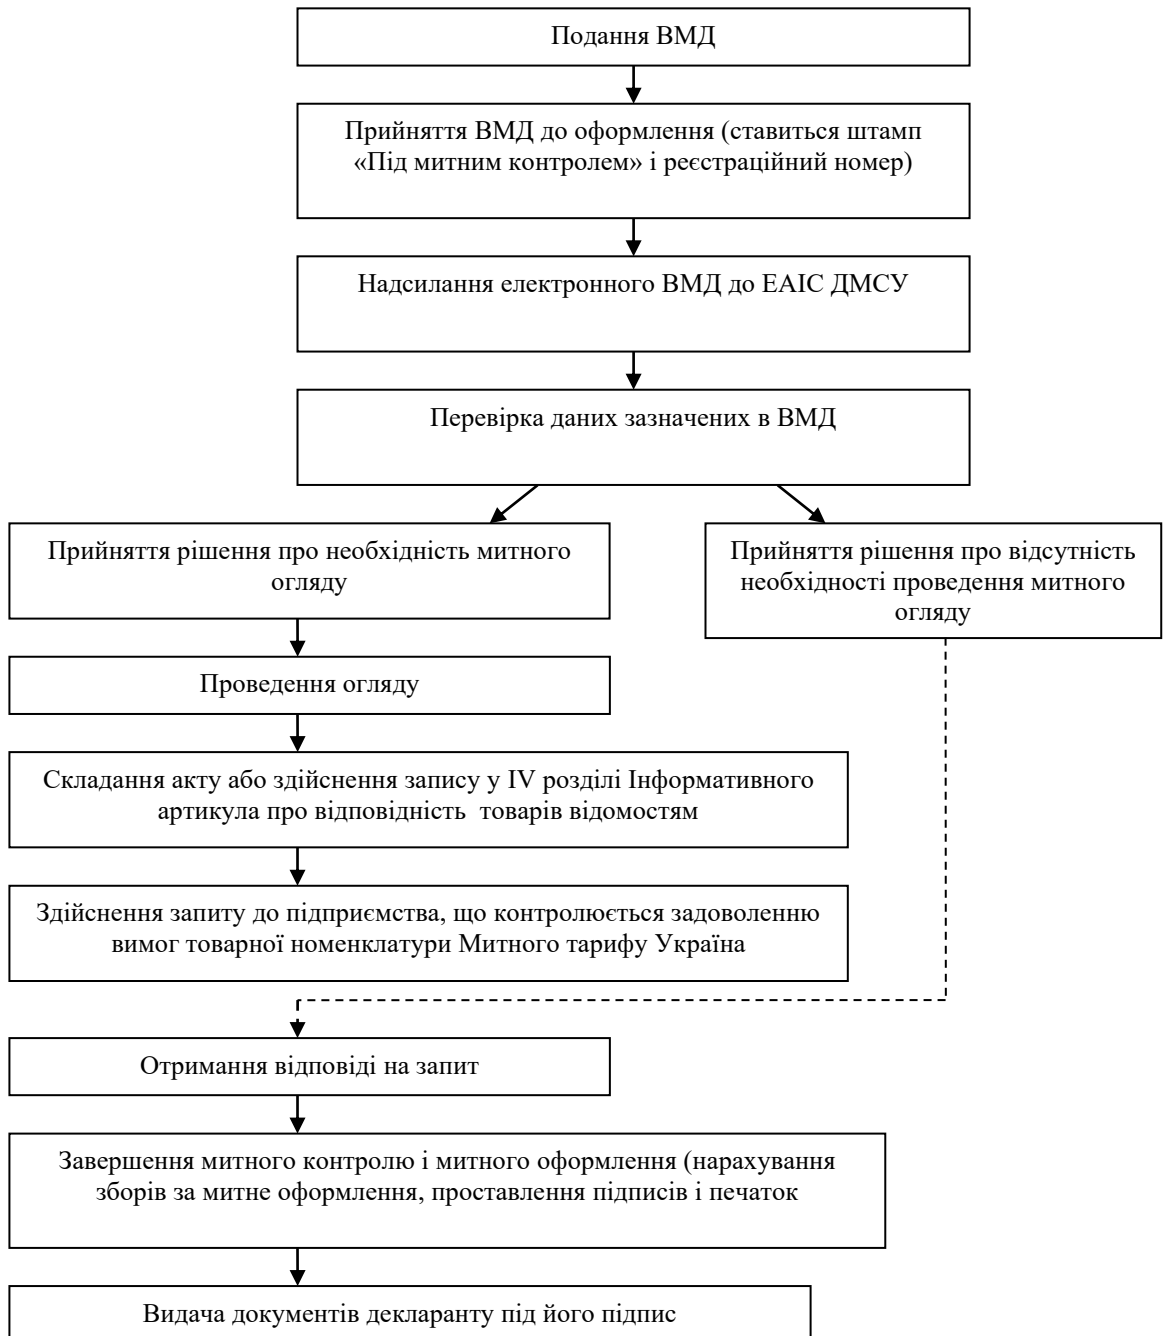 Подання ВМД
Прийняття ВМД до оформлення (ставиться штамп
«Під митним контролем» і реєстраційний номер)
Надсилання електронного ВМД до ЕАІС ДМСУ
Перевірка даних зазначених в ВМД
Прийняття рішення про необхідність митного
огляду
Прийняття рішення про відсутність
необхідності проведення митного
огляду
Проведення огляду
Складання акту або здійснення запису у IV розділі Інформативного
артикула про відповідність товарів відомостям
Здійснення запиту до підприємства, що контролюється задоволенню
вимог товарної номенклатури Митного тарифу Україна
Отримання відповіді на запит
Завершення митного контролю і митного оформлення (нарахування
зборів за митне оформлення, проставлення підписів і печаток
Видача документів декларанту під його підпис